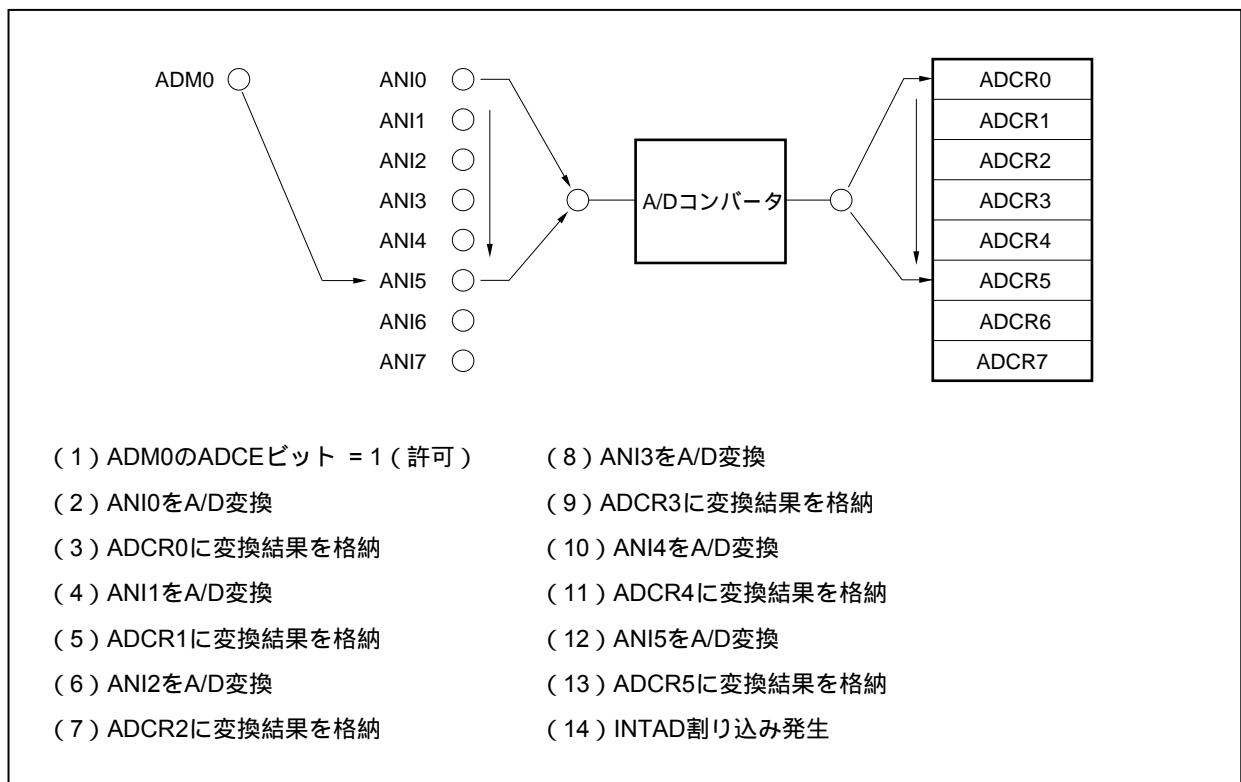 ADM0
ANI0
ANI1
ANI2
ANI3
ANI4
ANI5
ANI6
ANI7
A/Dコンバータ
ADCR0
ADCR1
ADCR2
ADCR3
ADCR4
ADCR5
ADCR6
ADCR7
(1)ADM0のADCEビット = 1(許可)
(2)ANI0をA/D変換
(3)ADCR0に変換結果を格納
(4)ANI1をA/D変換
(5)ADCR1に変換結果を格納
(6)ANI2をA/D変換
(7)ADCR2に変換結果を格納
(8)ANI3をA/D変換
(9)ADCR3に変換結果を格納
(10)ANI4をA/D変換
(11)ADCR4に変換結果を格納
(12)ANI5をA/D変換
(13)ADCR5に変換結果を格納
(14)INTAD割り込み発生